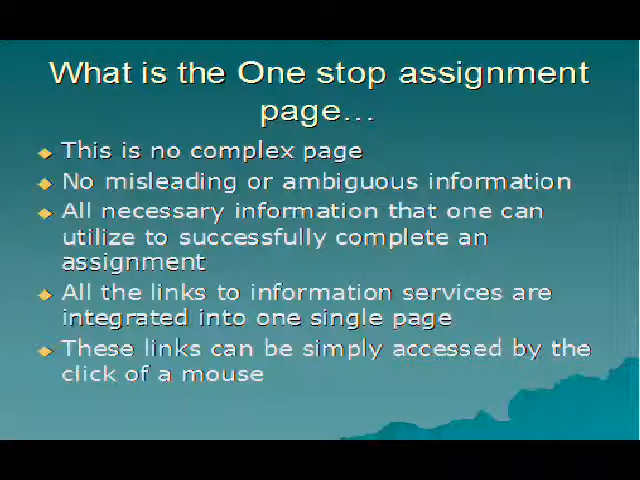 What is the One stop assignment
page...
This is no complex page
No misleading or ambiguous information
All necessary information that one can
utilize to successfully complete an
assignment
All the links to information services are
integrated into one single page
These links can be simply accessed by the
click of a mouse